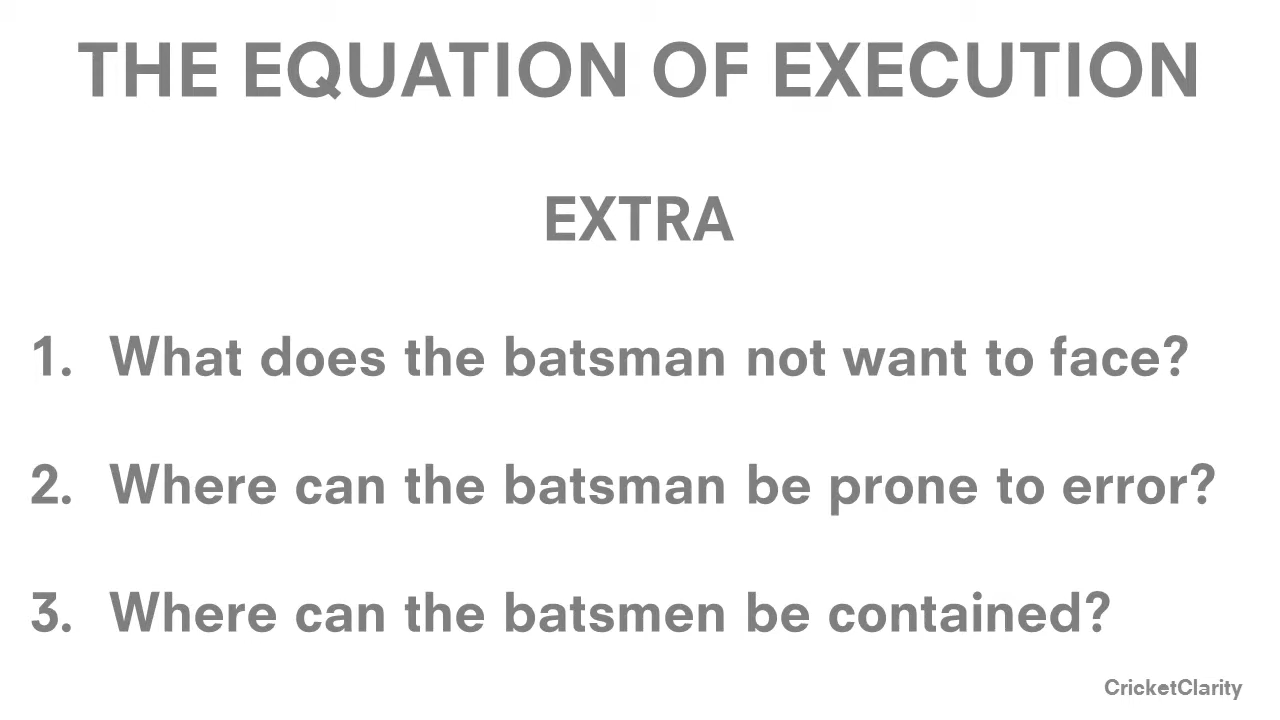 THE EQUATION OF EXECUTION
EXTRA
1. What does the batsman not want to face?
2. Where can the batsman be prone to error?
3. Where can the batsmen be contained?
CricketClarity